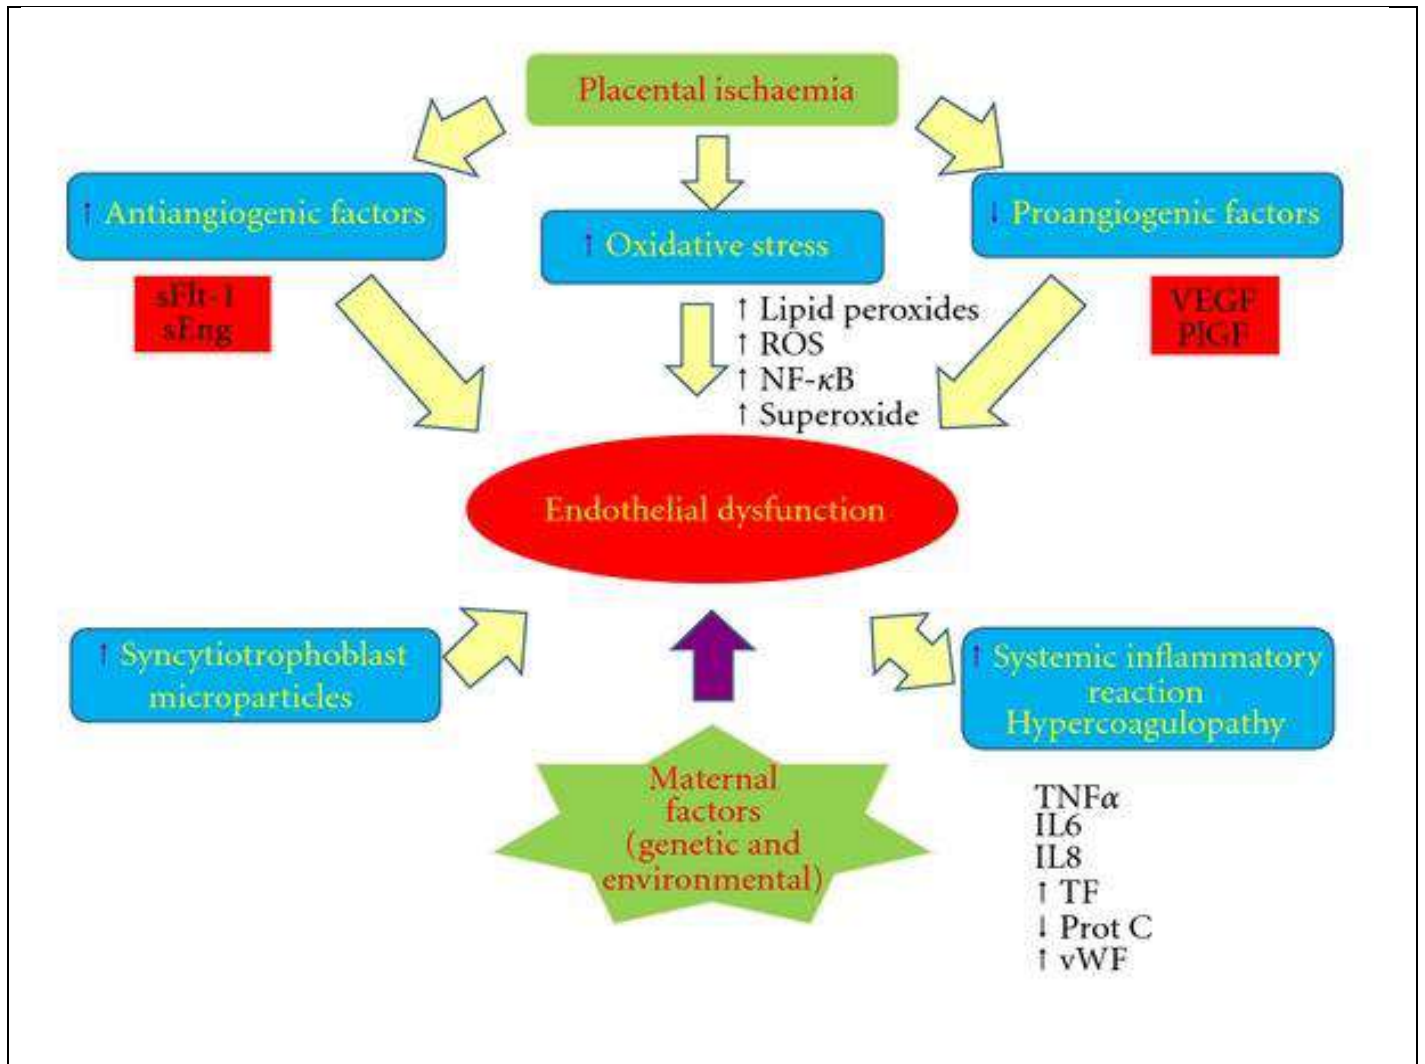 Placental ischaemia
↑ Antiangiogenic factors
↑ Oxidative stress
↓ Proangiogenic factors
sFlt-1
sEng
VEGF
PlGF
↑ Lipid peroxides
↑ ROS
↑ NF-κB
↑ Superoxide
Endothelial dysfunction
↑ Syncytiotrophoblast
microparticles
↑ Systemic inflammatory
reaction
Hypercoagulopathy
Maternal
factors
(genetic and
environmental)
TNFα
IL6
IL8
↑ TF
↓ Prot C
↑ vWF